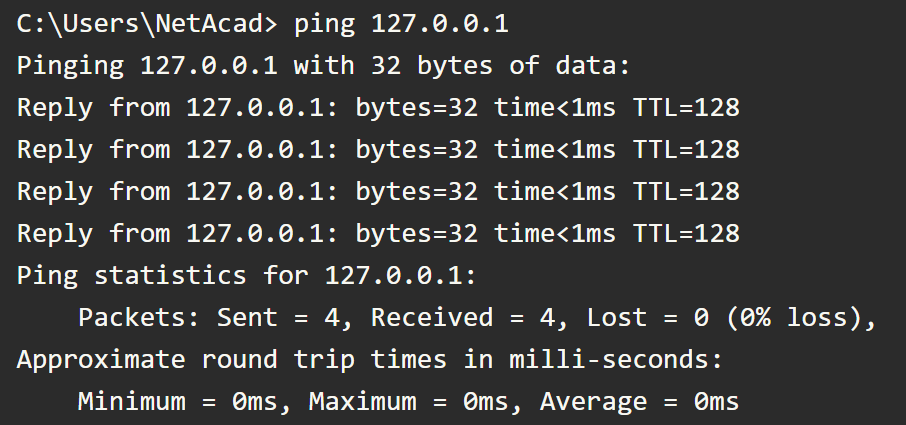 C:\Users\NetAcad> ping 127.0.0.1
Pinging 127.0.0.1 with 32 bytes of data:
Reply from 127.0.0.1: bytes=32 time<1ms TTL=128
Reply from 127.0.0.1: bytes=32 time<1ms TTL=128
Reply from 127.0.0.1: bytes=32 time<1ms TTL=128
Reply from 127.0.0.1: bytes=32 time<1ms TTL=128
Ping statistics for 127.0.0.1:
    Packets: Sent = 4, Received = 4, Lost = 0 (0% loss),
Approximate round trip times in milli-seconds:
    Minimum = 0ms, Maximum = 0ms, Average = 0ms